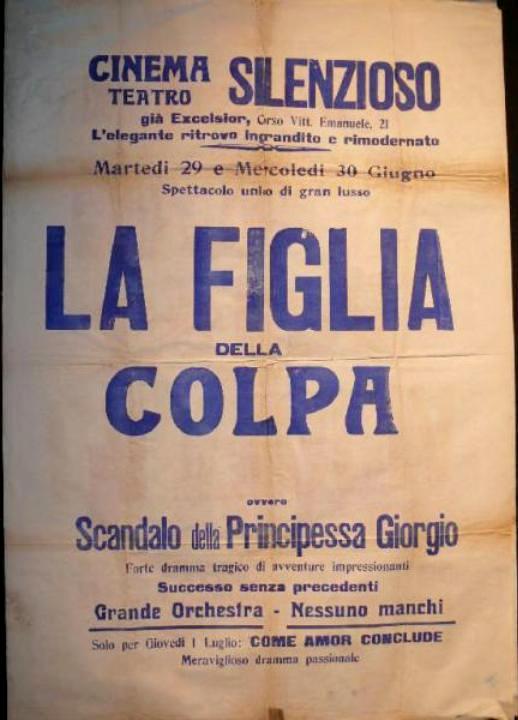 CINEMA TEATRO SILENZIOSO
già Excelsior, Corso Vitt. Emanuele, 21
L'elegante ritrovo ingrandito e rimodernato
Martedì 29 e Mercoledì 30 Giugno
Spettacolo unico di gran lusso
LA FIGLIA
DELLA
COLPA
ovvero
Scandalo della Principessa Giorgio
Forte dramma tragico di avventure impressionanti
Successo senza precedenti
Grande Orchestra - Nessuno manchi
Solo per Giovedì 1 Luglio: COME AMOR CONCLUDE
Meraviglioso dramma passionale